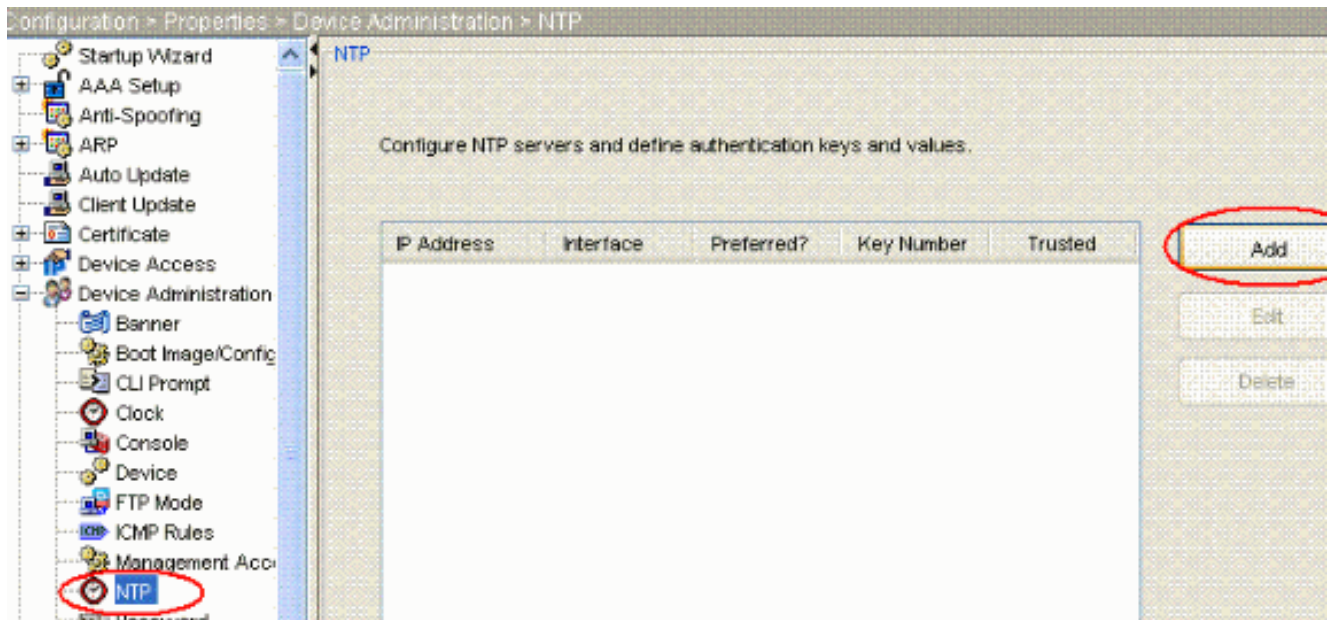 Configuration > Properties > Device Administration > NTP
Startup Wizard
AAA Setup
Anti-Spoofing
ARP
Auto Update
Client Update
Certificate
Device Access
Device Administration
Banner
Boot Image/Config
CLI Prompt
Clock
Console
Device
FTP Mode
ICMP
ICMP Rules
Management Acc
NTP
Password
NTP
Configure NTP servers and define authentication keys and values.
IP Address Interface Preferred? Key Number Trusted
Add
Edit
Delete